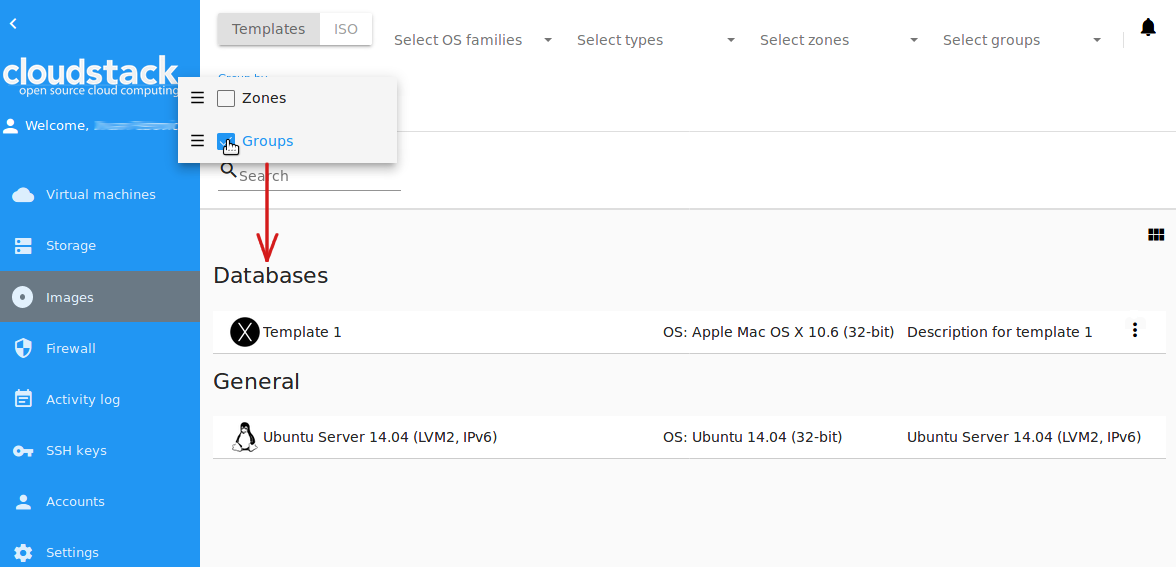 cloudstack
open source cloud computing
Welcome,
Virtual machines
Storage
Images
Firewall
Activity log
SSH keys
Accounts
Settings
Templates ISO
Select OS families Select types Select zones Select groups
Group by
Zones
Groups
Search
Databases
Template 1 OS: Apple Mac OS X 10.6 (32-bit) Description for template 1
General
Ubuntu Server 14.04 (LVM2, IPv6) OS: Ubuntu 14.04 (32-bit) Ubuntu Server 14.04 (LVM2, IPv6)